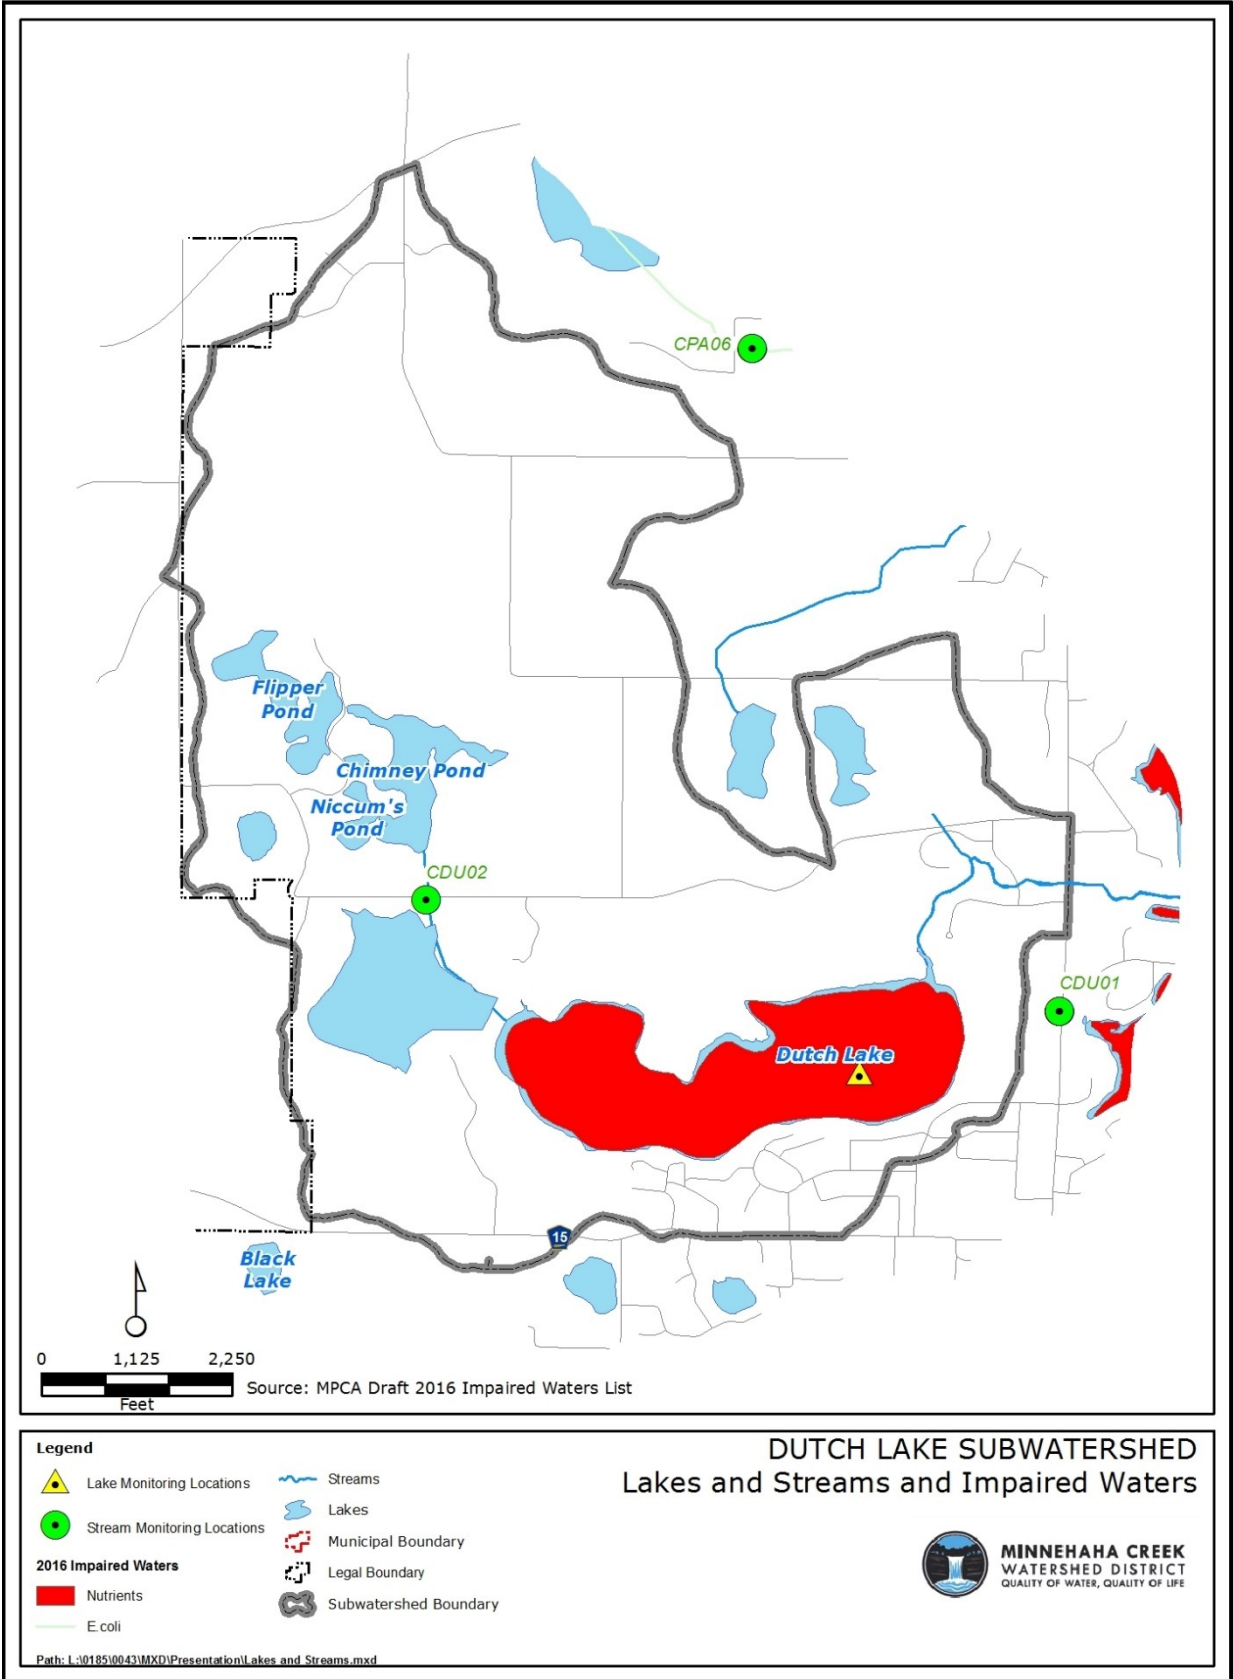 CPA06
Flipper
Pond
Chimney Pond
Niccum's
Pond
CDU02
CDU01
Dutch Lake
15
Black
Lake
0 1,125 2,250
Feet
Source: MPCA Draft 2016 Impaired Waters List
Legend
Lake Monitoring Locations
Stream Monitoring Locations
2016 Impaired Waters
Nutrients
E.coli
Streams
Lakes
Municipal Boundary
Legal Boundary
Subwatershed Boundary
DUTCH LAKE SUBWATERSHED
Lakes and Streams and Impaired Waters
MINNEHAHA CREEK
WATERSHED DISTRICT
QUALITY OF WATER, QUALITY OF LIFE
Path: L:\0185\0043\MXD\Presentation\Lakes and Streams.mxd